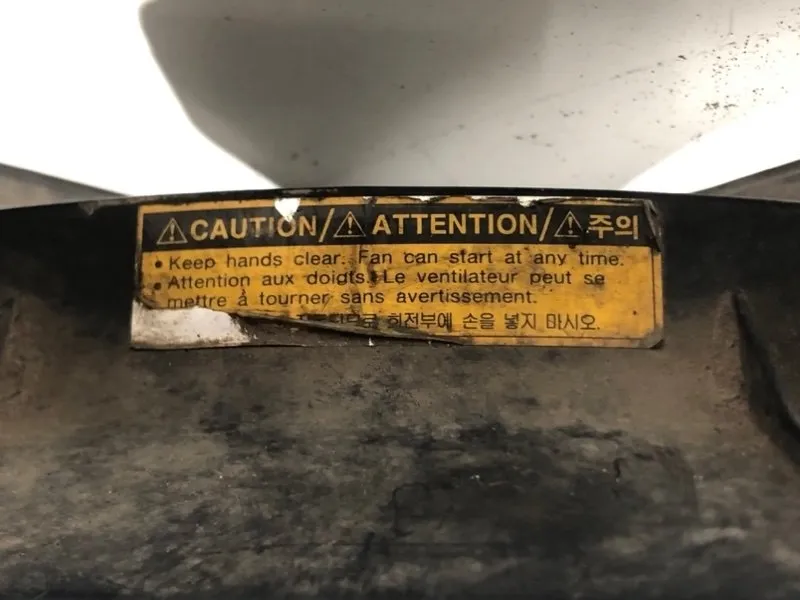 ⚠CAUTION/⚠ATTENTION/⚠주의
• Keep hands clear. Fan can start at any time.
• Attention aux doigts. Le ventilateur peut se
mettre à tourner sans avertissement.
회전부에 손을 넣지 마시오.